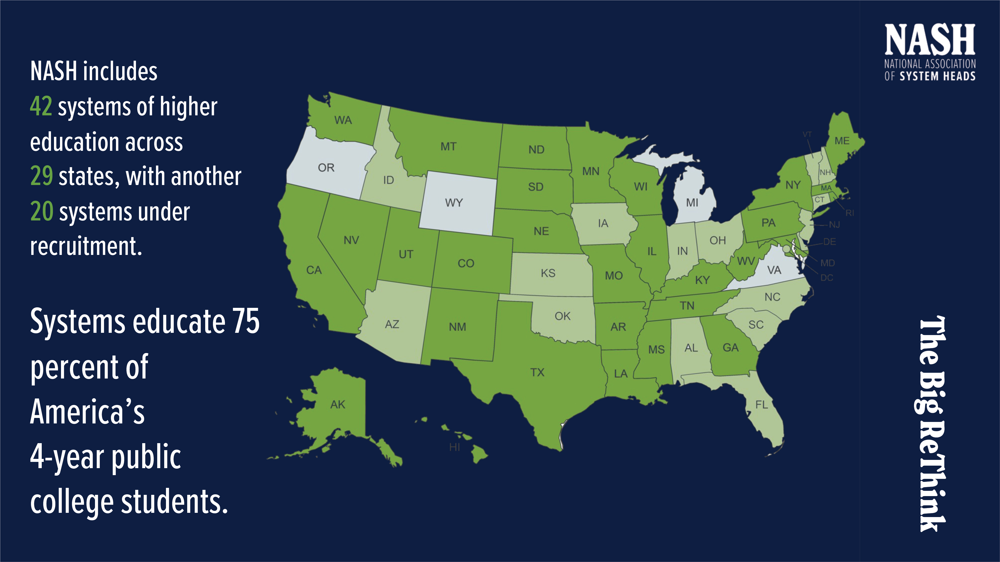 NASH includes
42 systems of higher
education across
29 states, with another
20 systems under
recruitment.
Systems educate 75
percent of
America’s
4-year public
college students.
WA
OR
ID
MT
WY
ND
SD
NE
MN
WI
MI
IA
CA
NV
UT
CO
KS
MO
IL
IN
OH
KY
WV
VA
PA
NY
VT
NH
ME
MA
CT
RI
NJ
DE
MD
DC
AZ
NM
OK
TX
AR
LA
MS
AL
GA
TN
NC
SC
FL
AK
HI
NASH
NATIONAL ASSOCIATION
OF SYSTEM HEADS
The Big ReThink